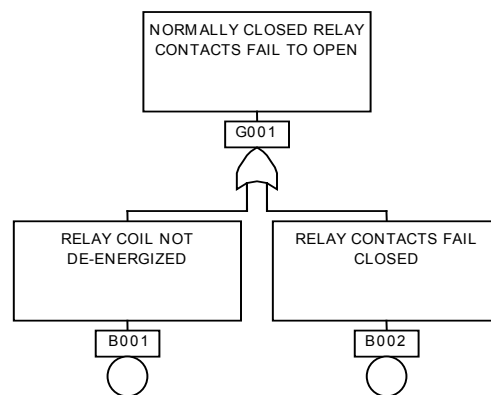 NORMALLY CLOSED RELAY
CONTACTS FAIL TO OPEN
G001
RELAY COIL NOT
DE-ENERGIZED
RELAY CONTACTS FAIL
CLOSED
B001
B002